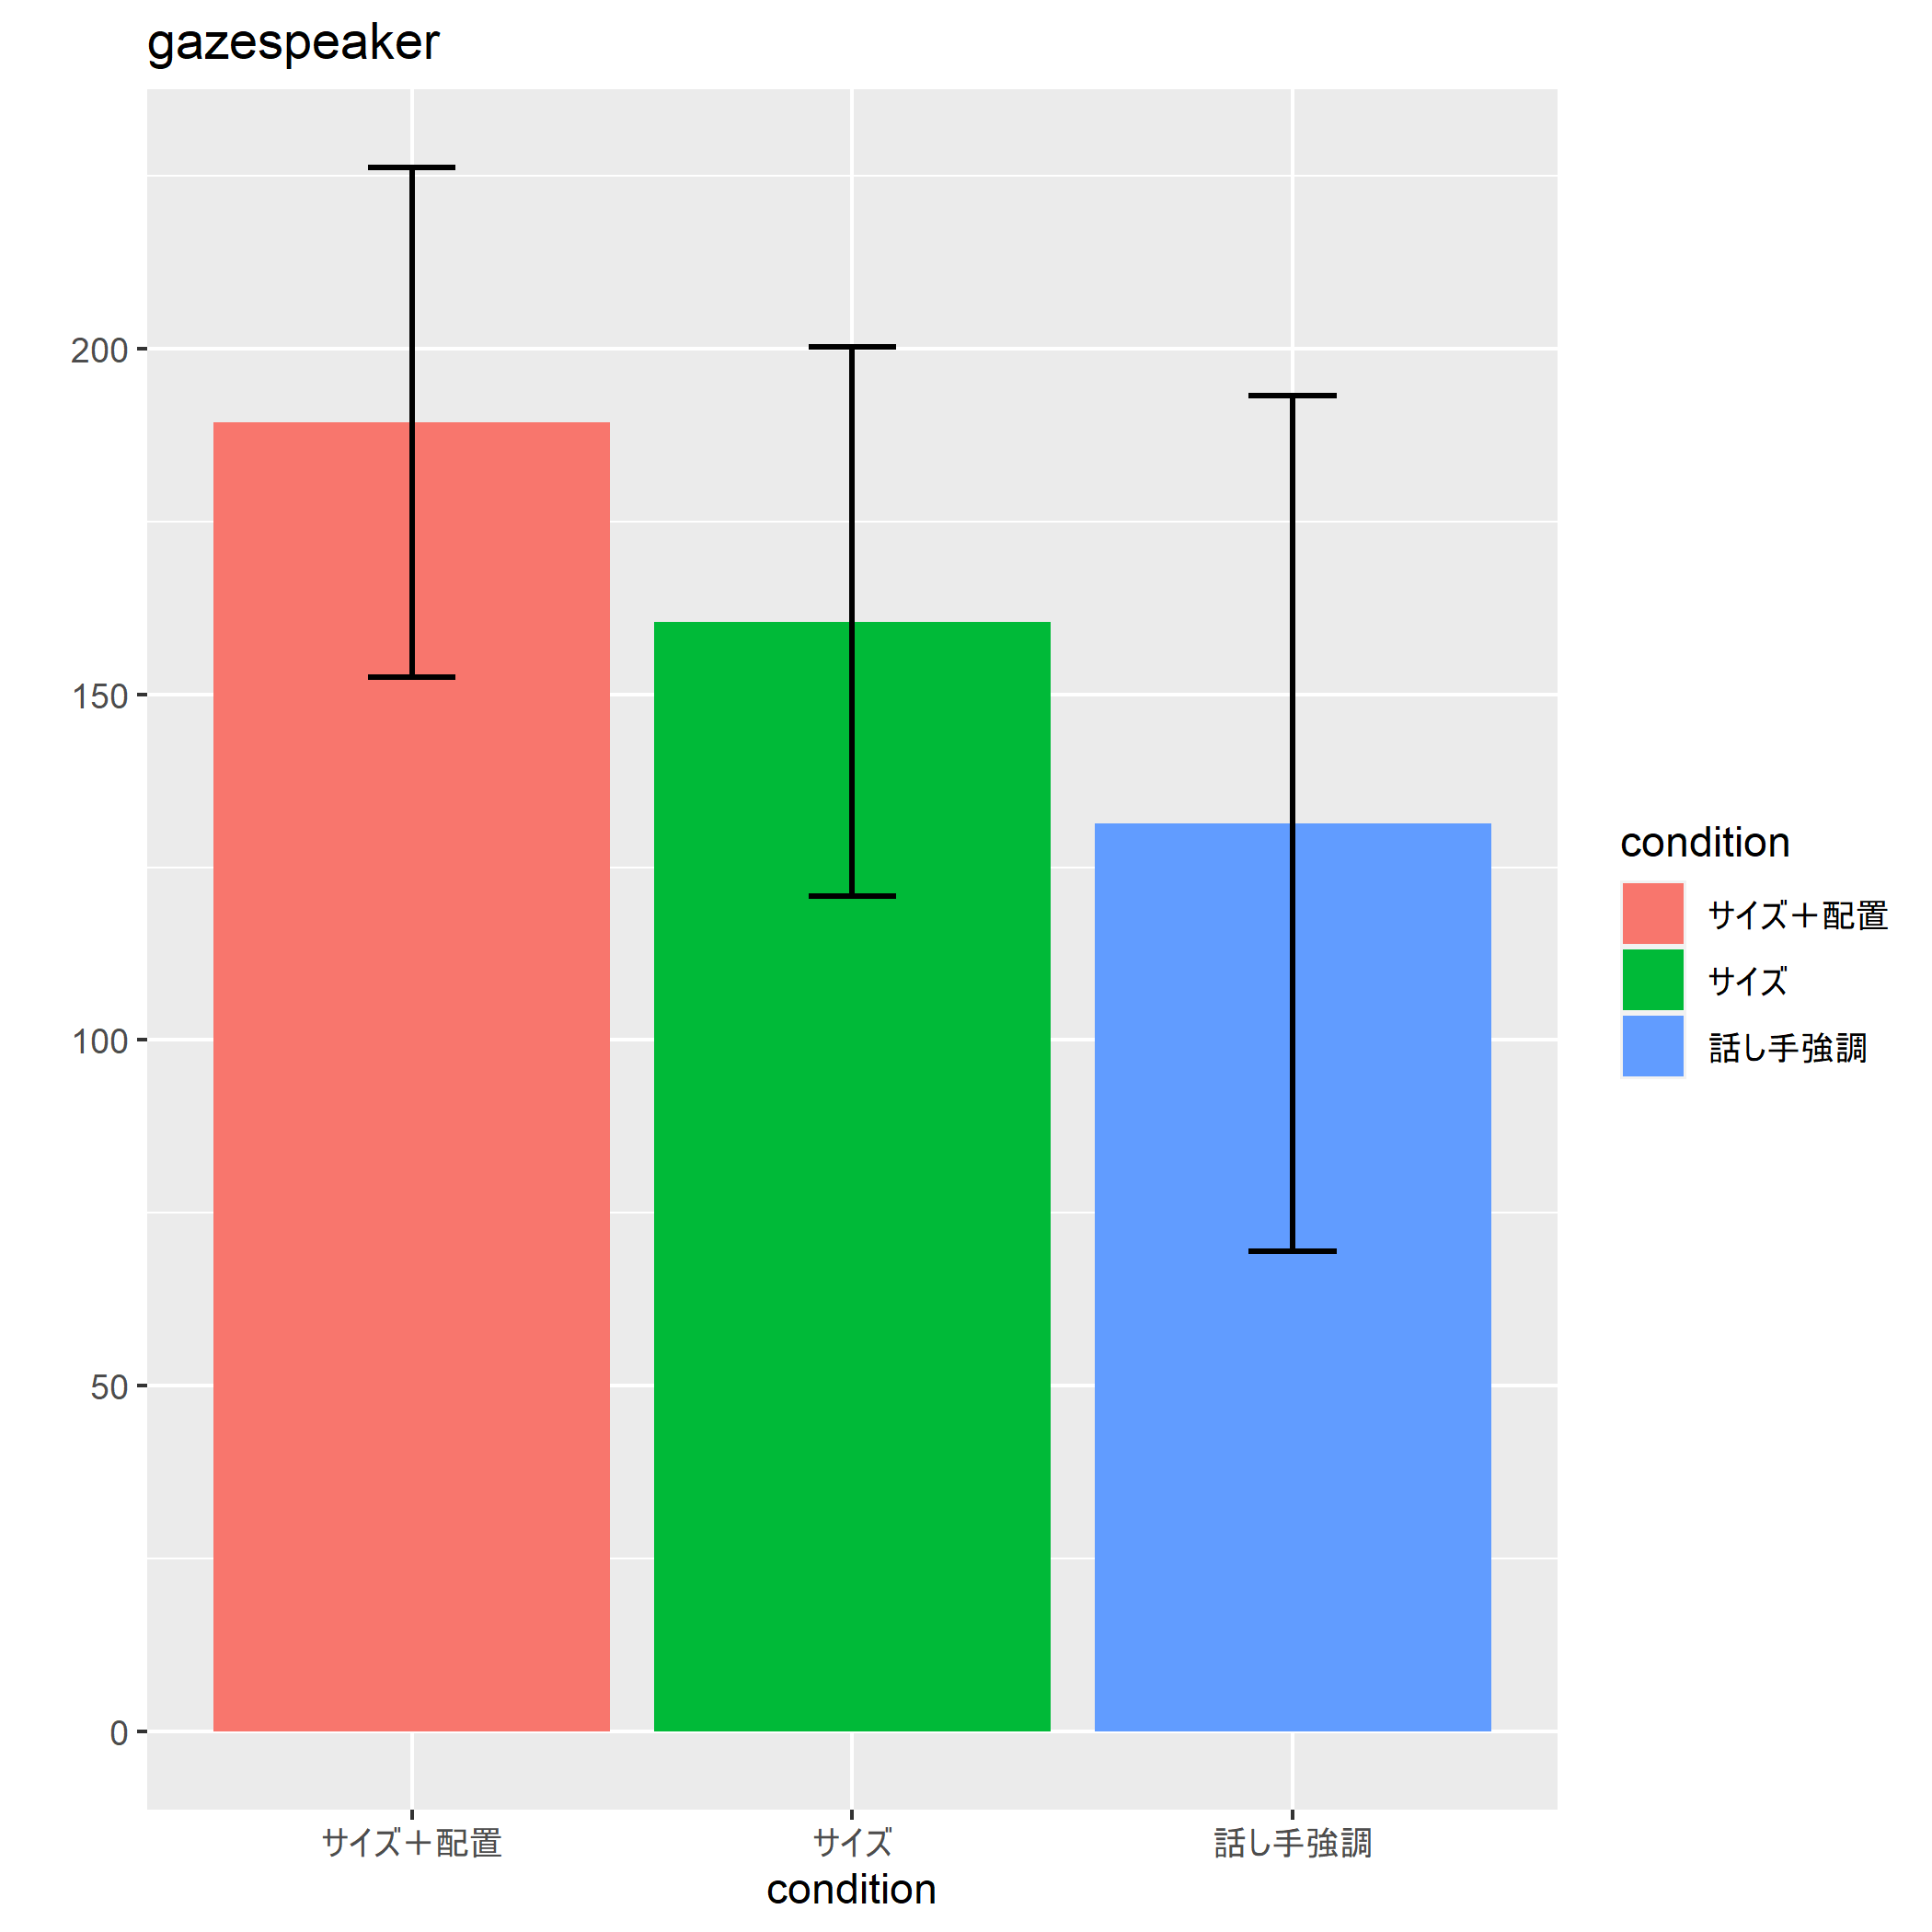 gazespeaker
200
150
100
50
0
サイズ＋配置
サイズ
話し手強調
condition
condition
サイズ＋配置
サイズ
話し手強調